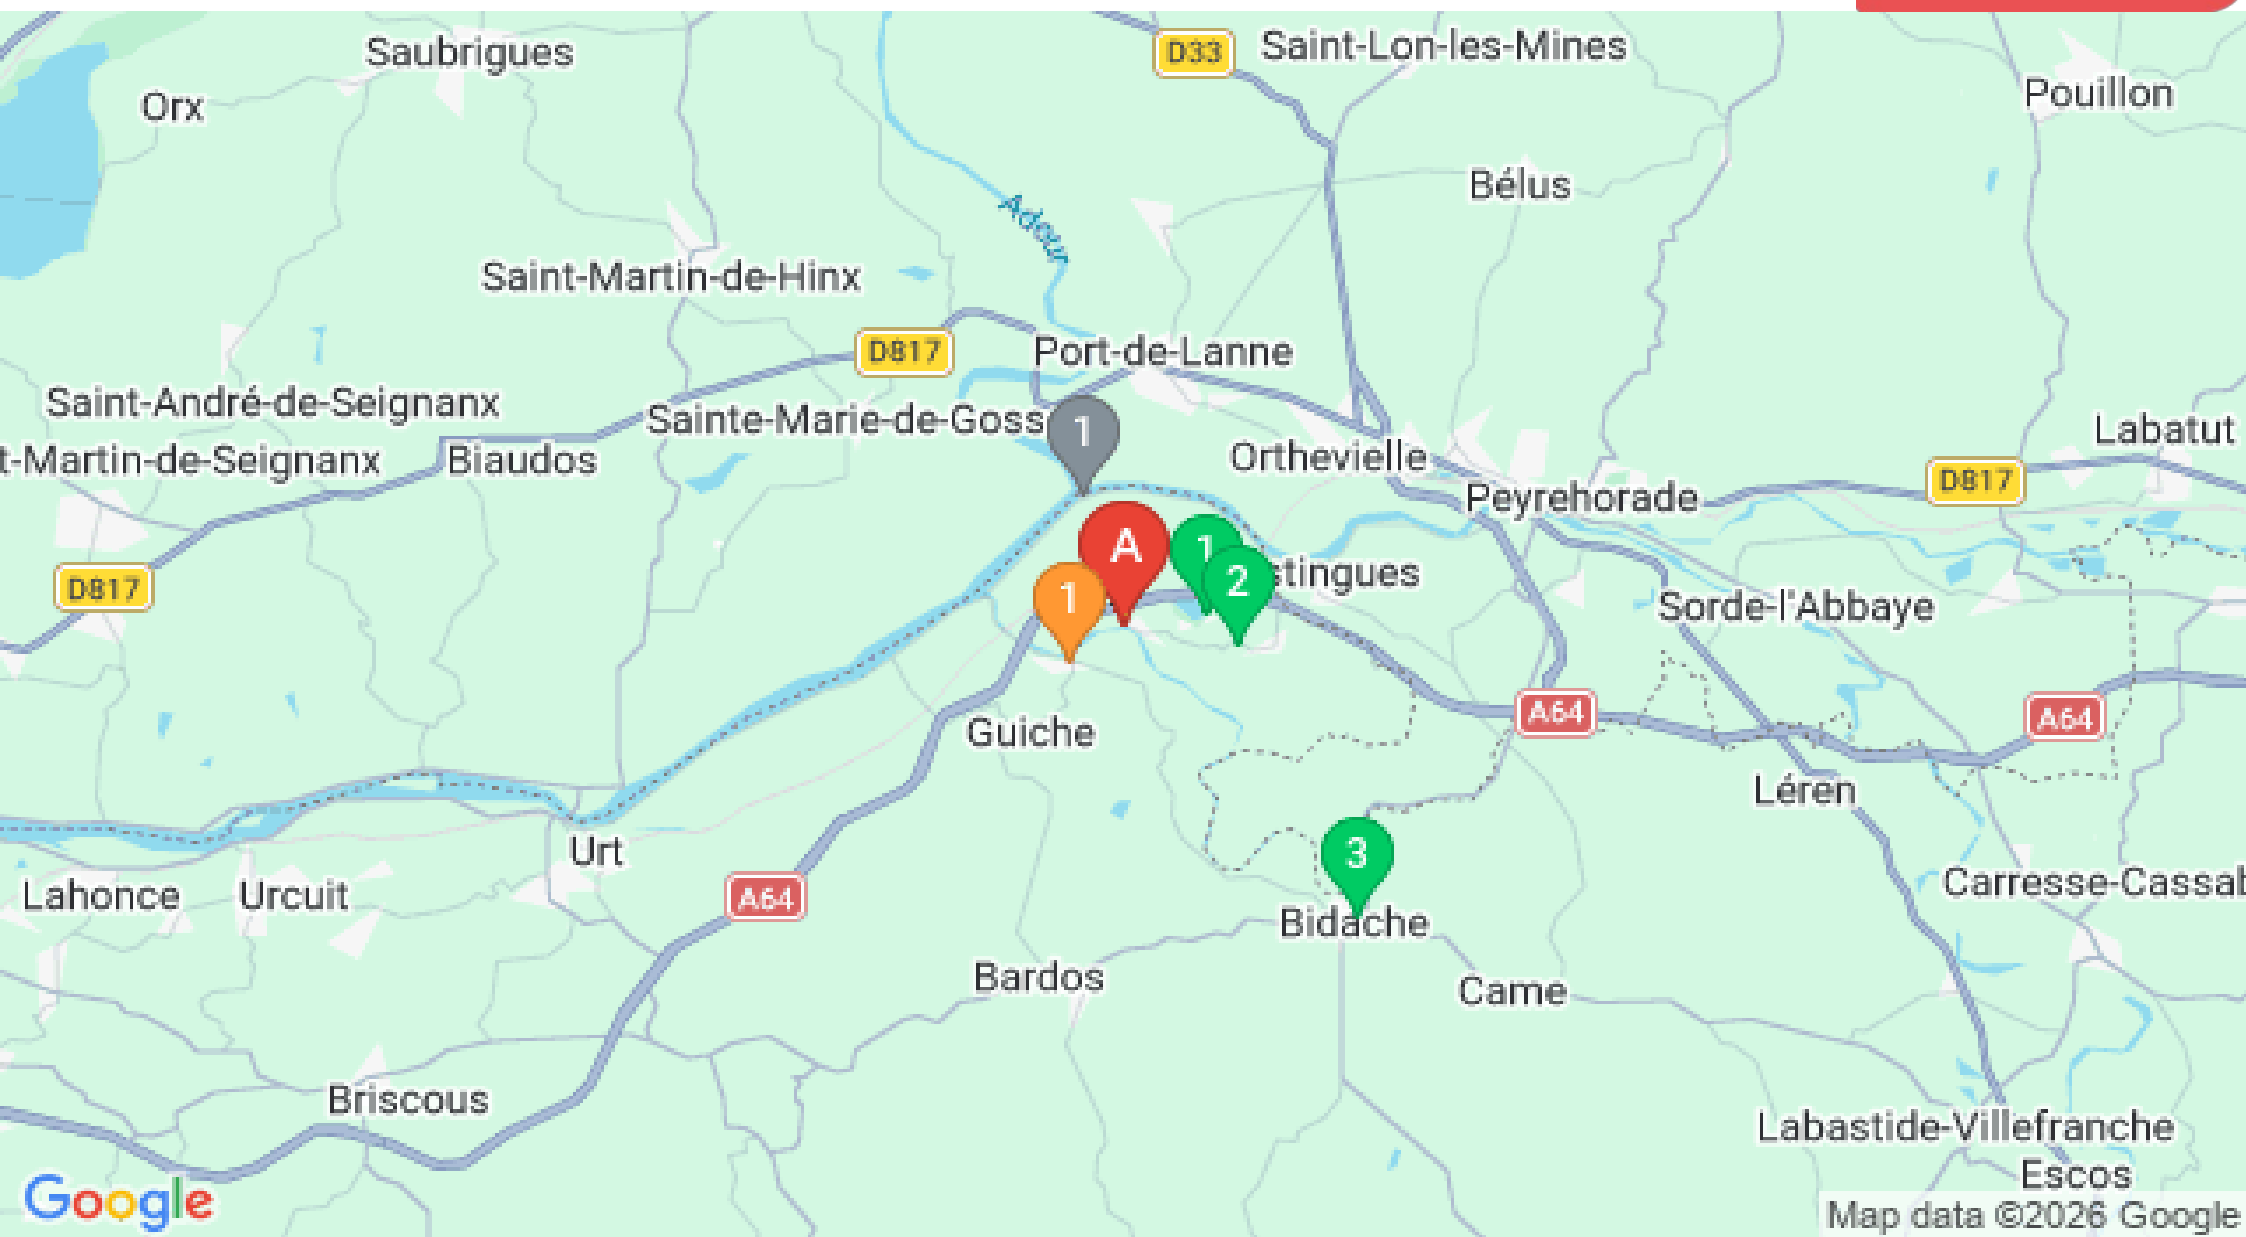 Saubrigues
D33
Saint-Lon-les-Mines
Orx
Pouillon
Bélus
Adour
Saint-Martin-de-Hinx
D817
Port-de-Lanne
Saint-André-de-Seignanx
Sainte-Marie-de-Goss
1
Labatut
t-Martin-de-Seignanx
Biaudos
Orthevielle
D817
Peyrehorade
A
1
D817
1
2
stingues
Sorde-l'Abbaye
A64
A64
Guiche
Léren
Urt
3
Lahonce
Urcuit
A64
Carresse-Cassab
Bidache
Bardos
Came
Briscous
Labastide-Villefranche
Escos
Google
Map data ©2026 Google